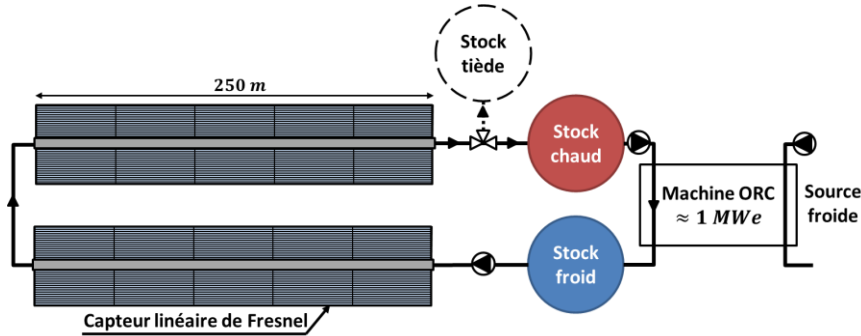 Stock
tiède
250 m
Stock
chaud
Machine ORC
≈ 1 MWe
Source
froide
Stock
froid
Capteur linéaire de Fresnel